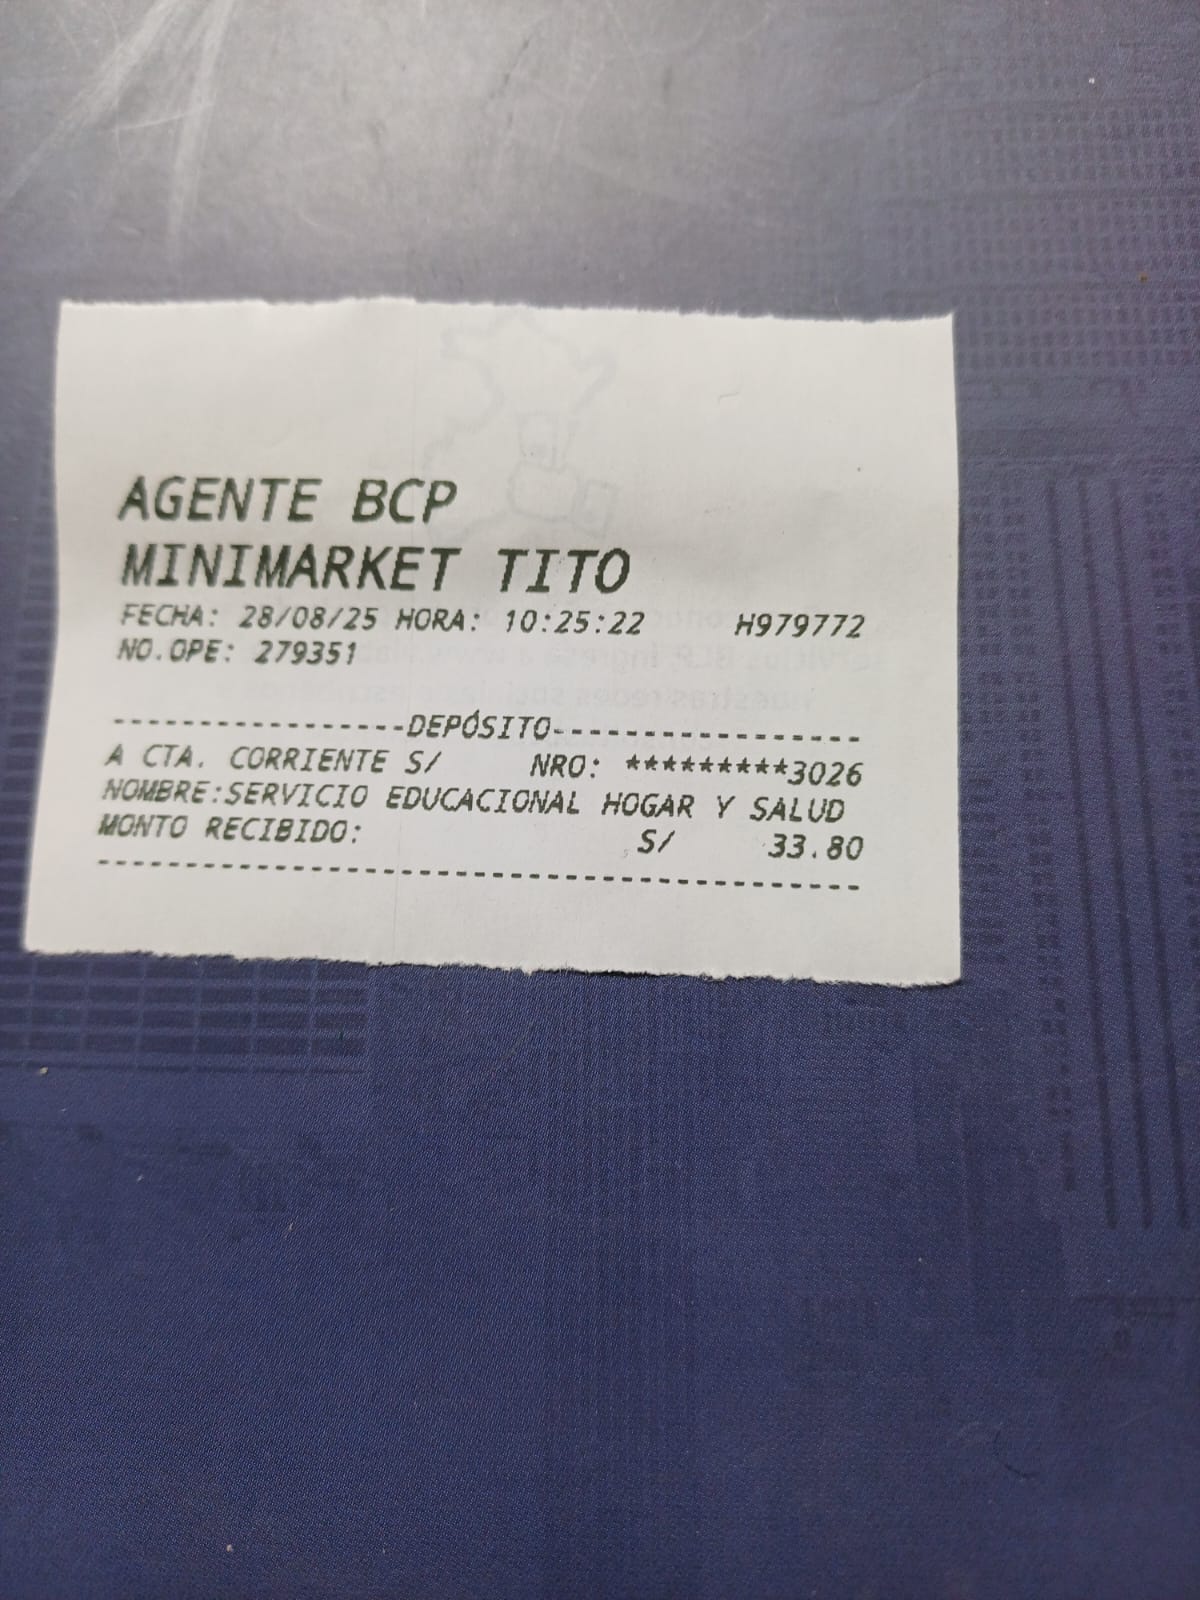 AGENTE BCP
MINIMARKET TITO
FECHA: 28/08/25 HORA: 10:25:22 H979772
NO.OPE: 279351
-----------------DEPÓSITO------------------
A CTA. CORRIENTE S/ NRO: *********3026
NOMBRE:SERVICIO EDUCACIONAL HOGAR Y SALUD
MONTO RECIBIDO: S/ 33.80
-------------------------------------------